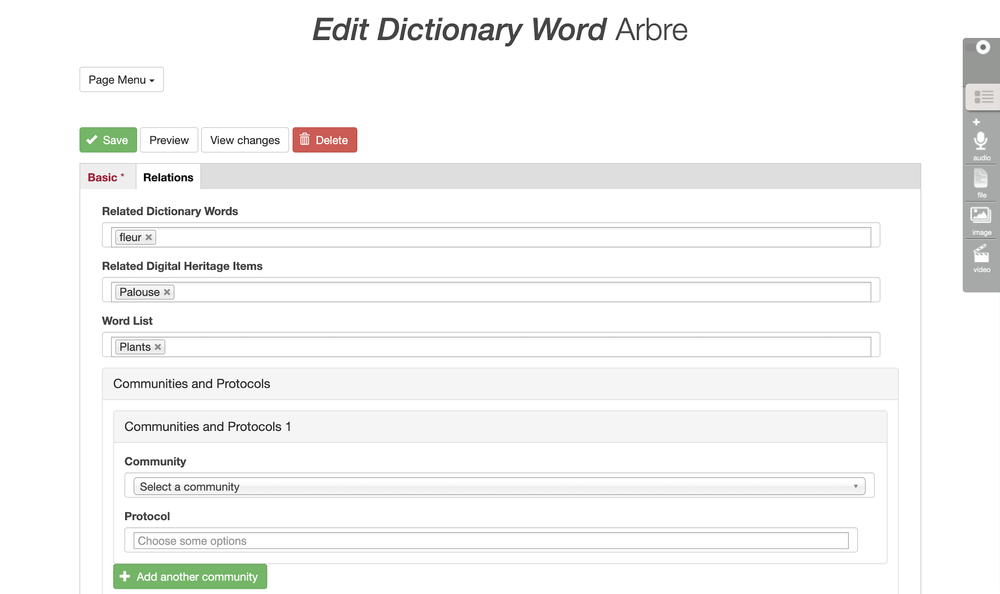 Edit Dictionary Word Arbre
Page Menu
Save Preview View changes Delete
Basic * Relations
Related Dictionary Words
fleur
Related Digital Heritage Items
Palouse
Word List
Plants
Communities and Protocols
Communities and Protocols 1
Community
Select a community
Protocol
Choose some options
Add another community
audio
file
image
video